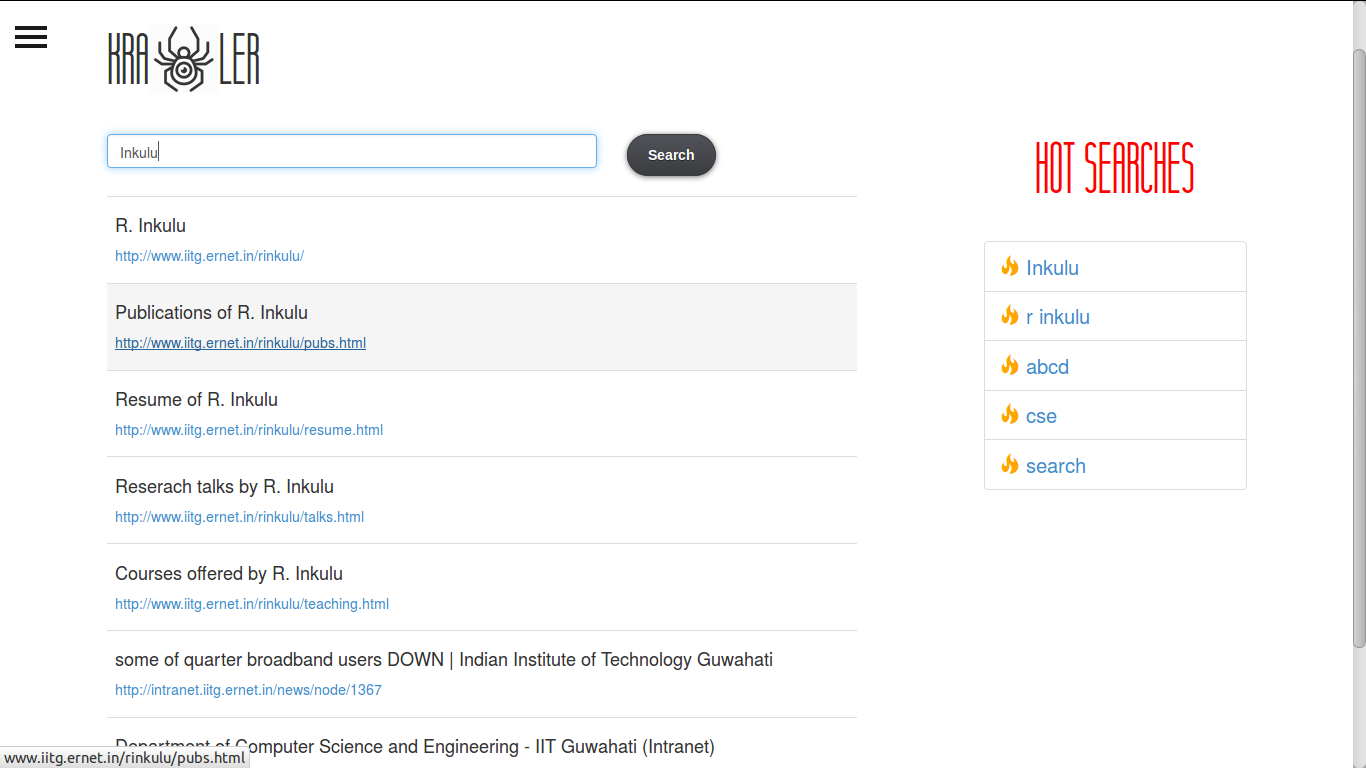 KRA LER
Inkulu
Search
R. Inkulu
http://www.iitg.ernet.in/rinkulu/
Publications of R. Inkulu
http://www.iitg.ernet.in/rinkulu/pubs.html
Resume of R. Inkulu
http://www.iitg.ernet.in/rinkulu/resume.html
Reserach talks by R. Inkulu
http://www.iitg.ernet.in/rinkulu/talks.html
Courses offered by R. Inkulu
http://www.iitg.ernet.in/rinkulu/teaching.html
some of quarter broadband users DOWN | Indian Institute of Technology Guwahati
http://intranet.iitg.ernet.in/news/node/1367
Department of Computer Science and Engineering - IIT Guwahati (Intranet)
www.iitg.ernet.in/rinkulu/pubs.html
HOT SEARCHES
Inkulu
r inkulu
abcd
cse
search